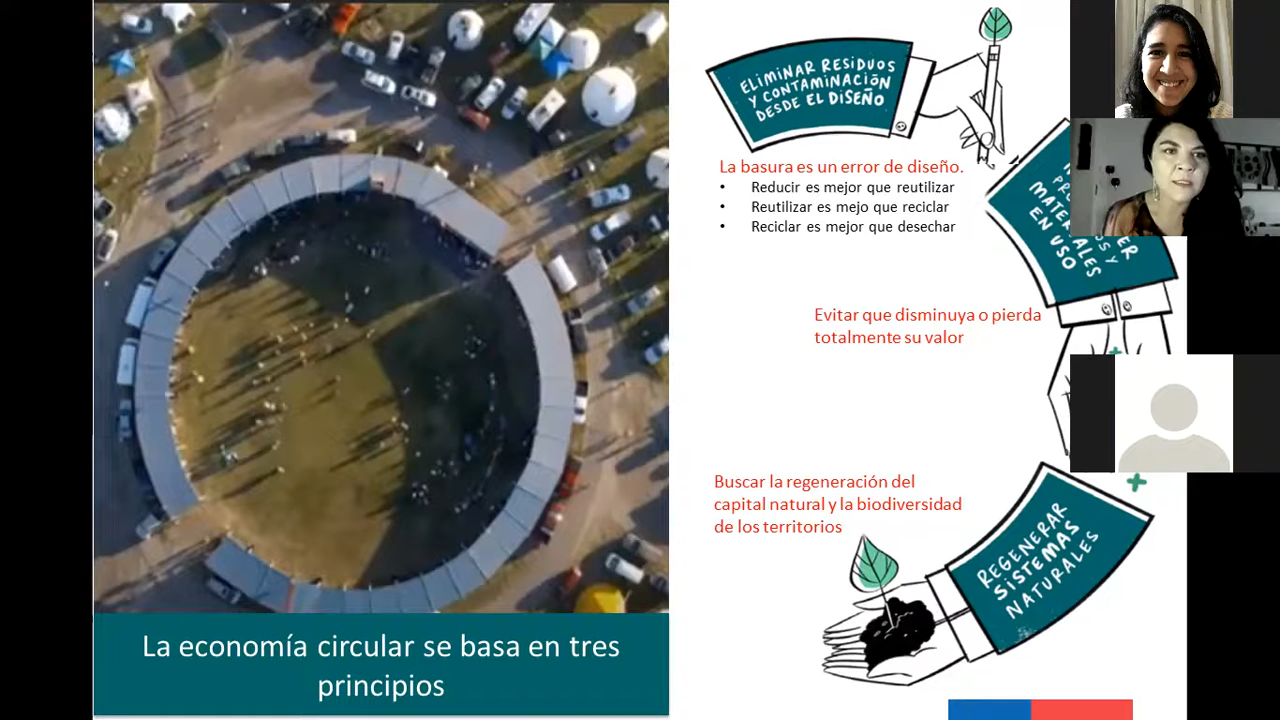 ELIMINAR RESIDUOS
Y CONTAMINACIÓN
DESDE EL DISEÑO
La basura es un error de diseño.
• Reducir es mejor que reutilizar
• Reutilizar es mejo que reciclar
• Reciclar es mejor que desechar
EN USO
Evitar que disminuya o pierda
totalmente su valor
Buscar la regeneración del
capital natural y la biodiversidad
de los territorios
REGENERAR
SISTEMAS
NATURALES
La economía circular se basa en tres
principios